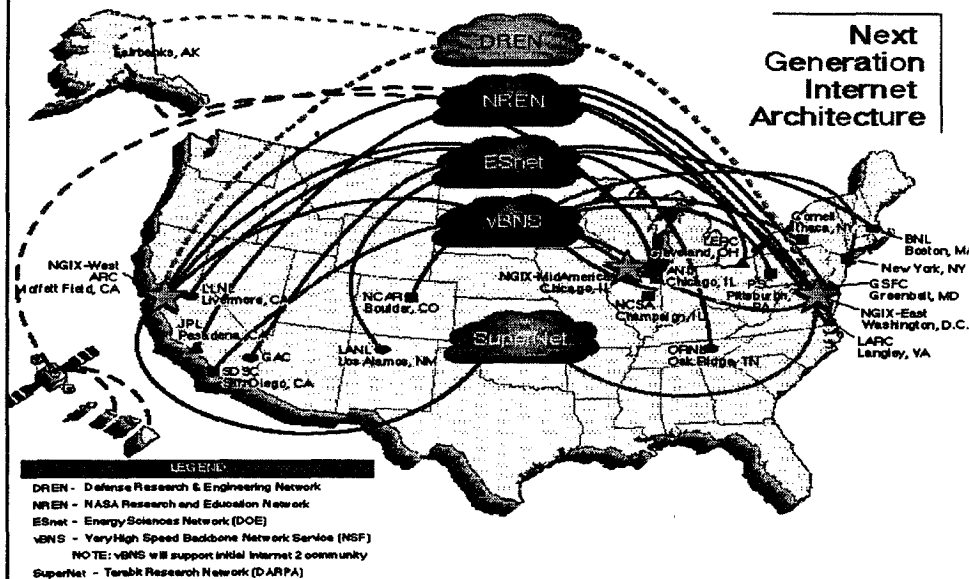 Next
Generation
Internet
Architecture
Fairbanks, AK
DREN
NREN
ESnet
vBNS
SuperNet
NGIX-West
ARC
Moffett Field, CA
LLNL
Livermore, CA
JPL
Pasadena, CA
GAC
SDSC
San Diego, CA
NCAR
Boulder, CO
LANL
Los Alamos, NM
NGIX-MidAmerica
Chicago, IL
ANL
Chicago, IL
NCSA
Champaign, IL
LERC
Cleveland, OH
ORNL
Oak Ridge, TN
PSC
Pittsburgh,
PA
Cornell
Ithaca, NY
BNL
Boston, MA
New York, NY
GSFC
Greenbelt, MD
NGIX-East
Washington, D.C.
LARC
Langley, VA
LEGEND
DREN - Defense Research & Engineering Network
NREN - NASA Research and Education Network
ESnet - Energy Sciences Network (DOE)
vBNS - Very High Speed Backbone Network Service (NSF)
NOTE: vBNS will support initial Internet 2 community
SuperNet - Terabit Research Network (DARPA)